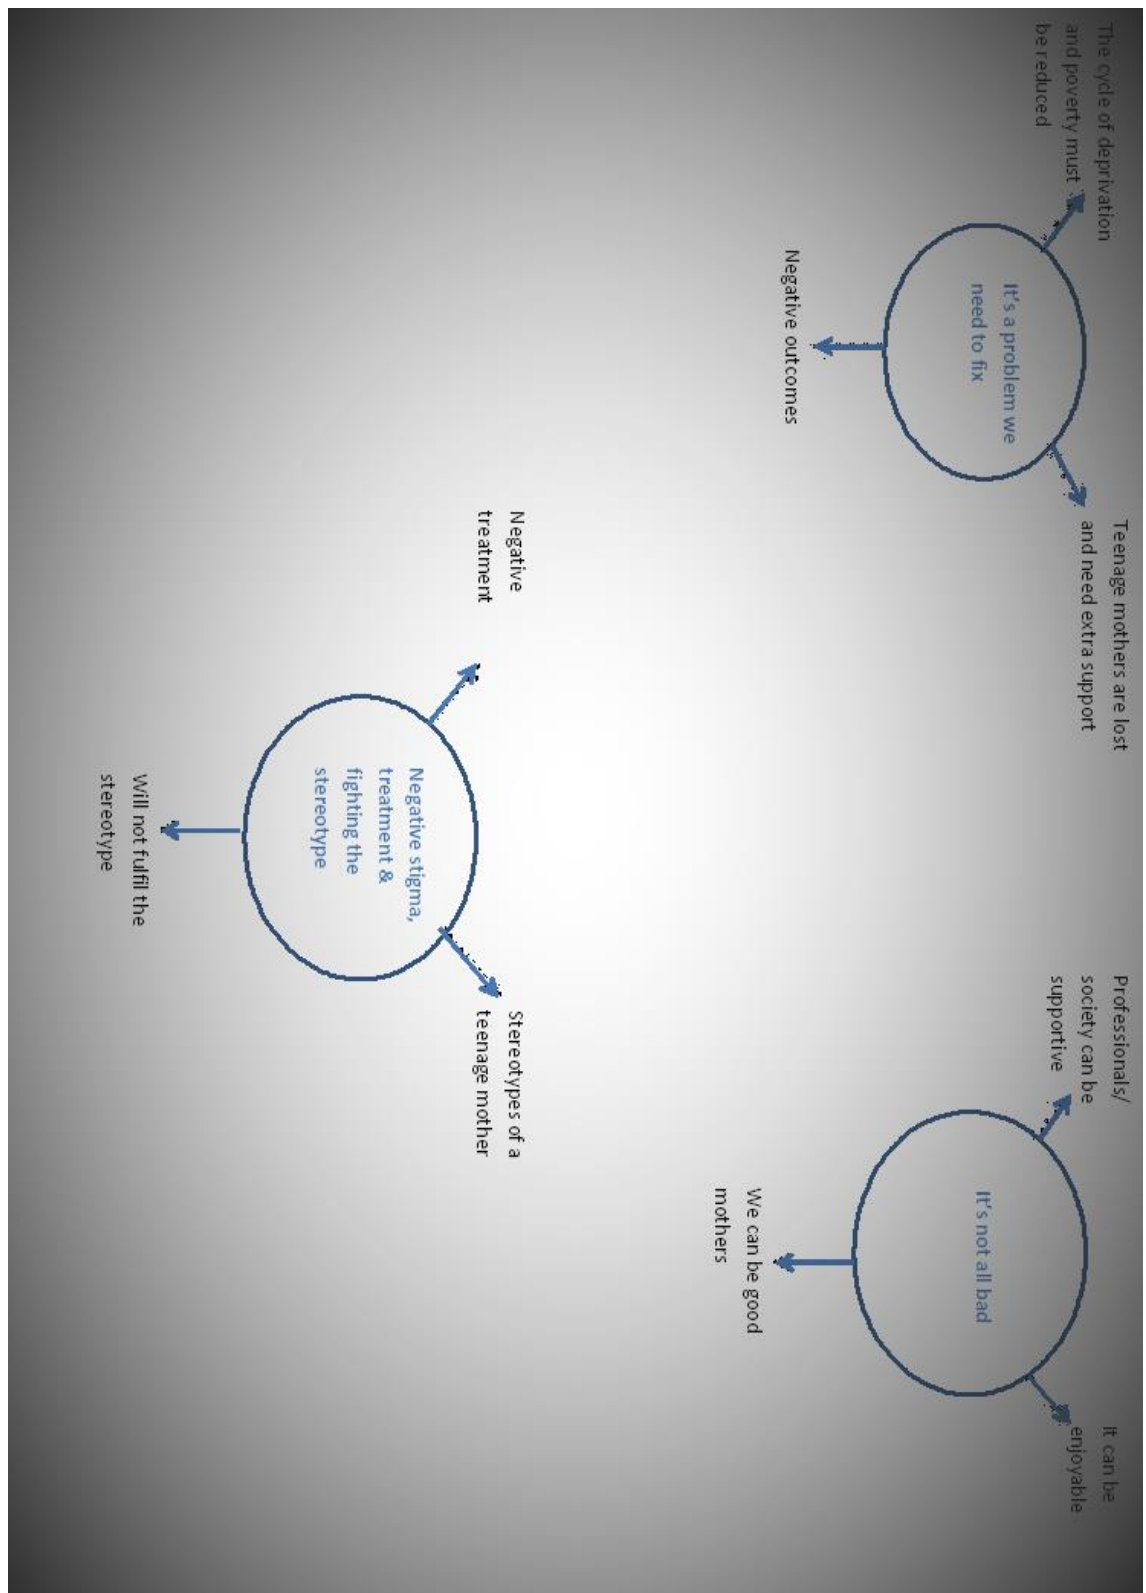 The cycle of deprivation
and poverty must
be reduced
It's a problem we
need to fix
Teenage mothers are lost
and need extra support
Negative outcomes
Professionals/
society can be
supportive
It's not all bad
It can be
enjoyable
We can be good
mothers
Negative
treatment
Negative stigma,
treatment &
fighting the
stereotype
Stereotypes of a
teenage mother
Will not fulfil the
stereotype